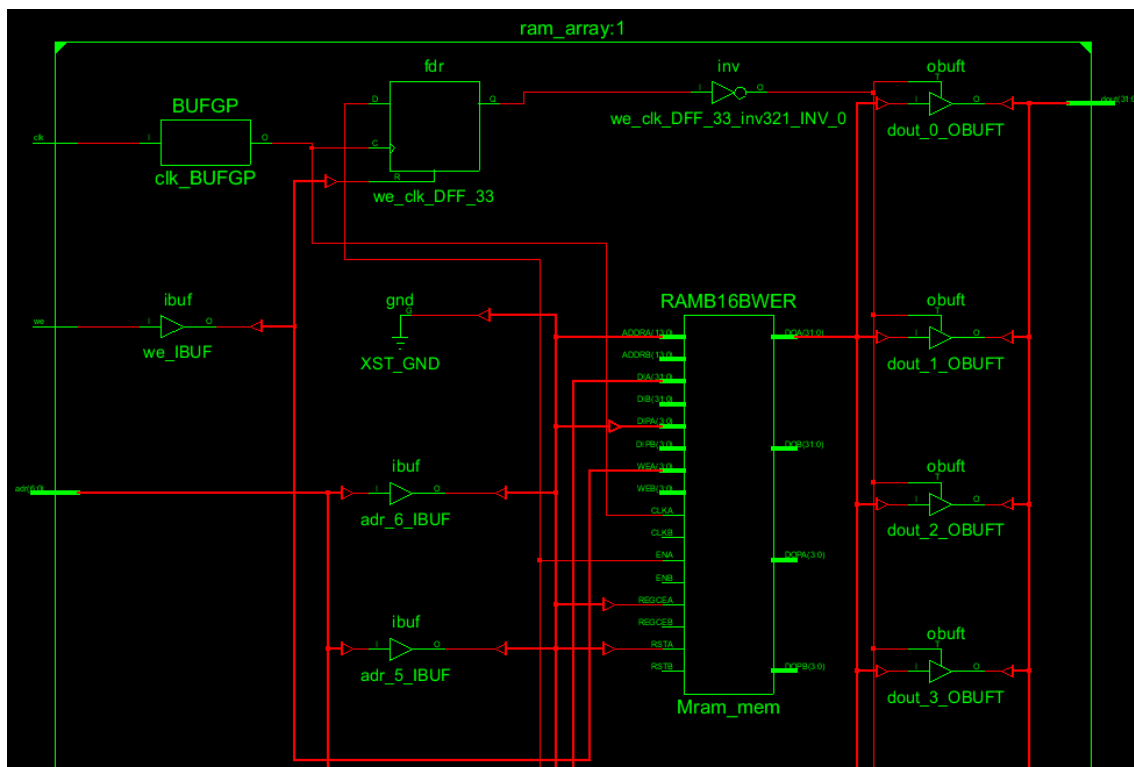 ram_array:1
fdr
inv
obuft
BUFGP
D
Q
I
O
T
I
O
dout(31:0
we_clk_DFF_33_inv321_INV_0
dout_0_OBUFT
clk
I
O
C
clk_BUFGP
R
we_clk_DFF_33
ibuf
gnd
RAMB16BWER
obuft
G
T
we
I
O
ADDRA(13:0)
DOA(31:0)
I
O
we_IBUF
XST_GND
ADDRB(13:0)
dout_1_OBUFT
DIA(31:0)
DIB(31:0)
DIPA(3:0)
DIPB(3:0)
DOB(31:0)
ibuf
WEA(3:0)
obuft
T
adr(6:0)
I
O
WEB(3:0)
I
O
adr_6_IBUF
CLKA
dout_2_OBUFT
CLKB
ENA
DOPA(3:0)
ENB
ibuf
REGCEA
REGCEB
obuft
I
O
RSTA
T
adr_5_IBUF
RSTB
DOPB(3:0)
I
O
Mram_mem
dout_3_OBUFT